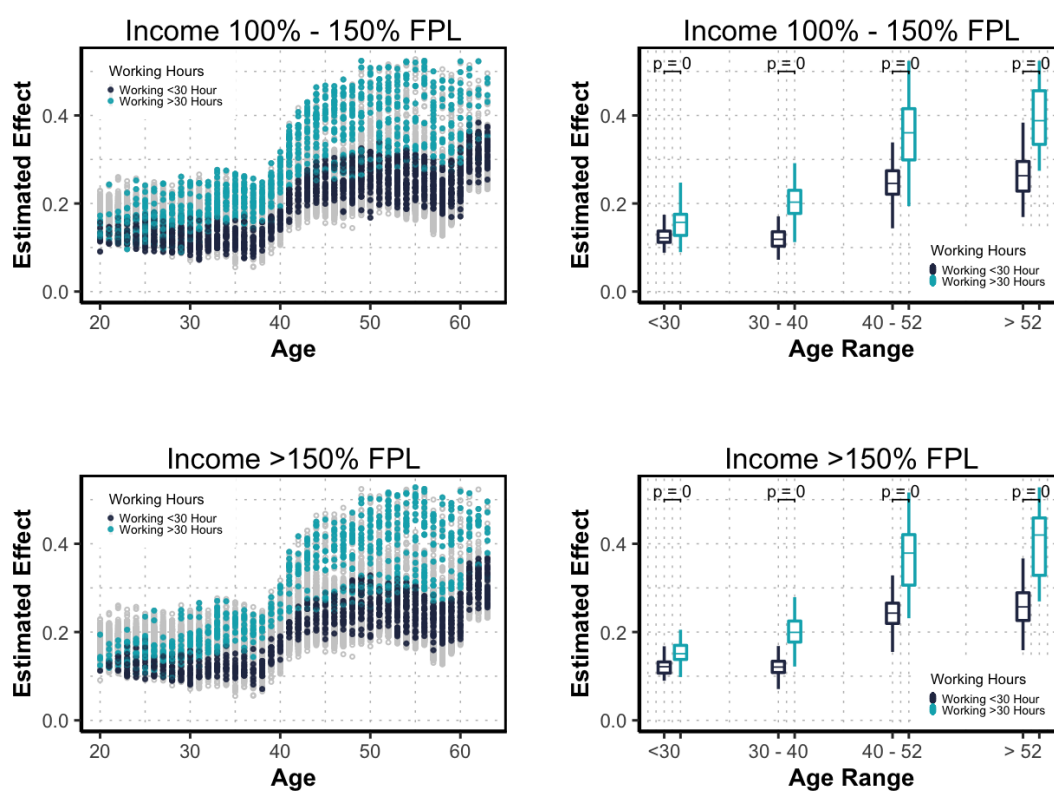 Income 100% - 150% FPL
Working Hours
Working <30 Hour
Working >30 Hours
Estimated Effect
0.4
0.2
0.0
20 30 40 50 60
Age
Income 100% - 150% FPL
p = 0 p = 0 p = 0 p = 0
Estimated Effect
0.4
0.2
0.0
Working Hours
Working <30 Hour
Working >30 Hours
<30 30 - 40 40 - 52 > 52
Age Range
Income >150% FPL
Working Hours
Working <30 Hour
Working >30 Hours
Estimated Effect
0.4
0.2
0.0
20 30 40 50 60
Age
Income >150% FPL
p = 0 p = 0 p = 0 p = 0
Estimated Effect
0.4
0.2
0.0
Working Hours
Working <30 Hour
Working >30 Hours
<30 30 - 40 40 - 52 > 52
Age Range